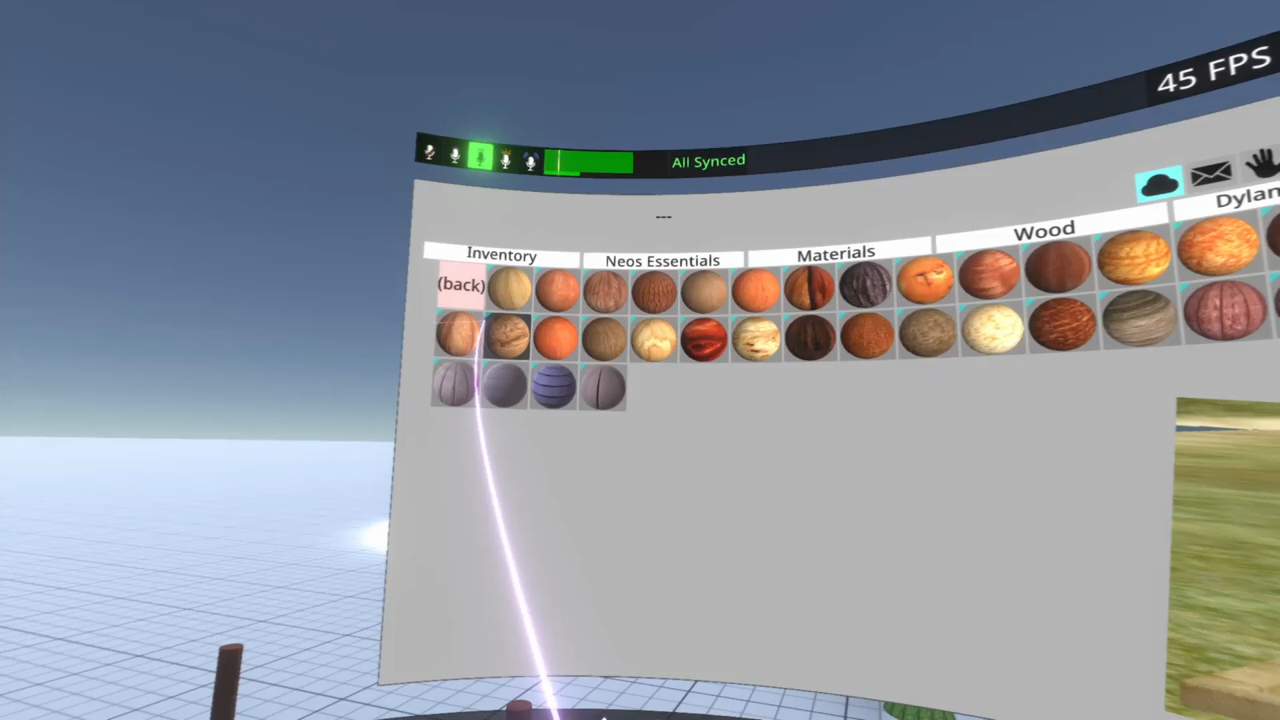 45 FPS
All Synced
---
Inventory
Neos Essentials
Materials
Wood
Dylan
(back)